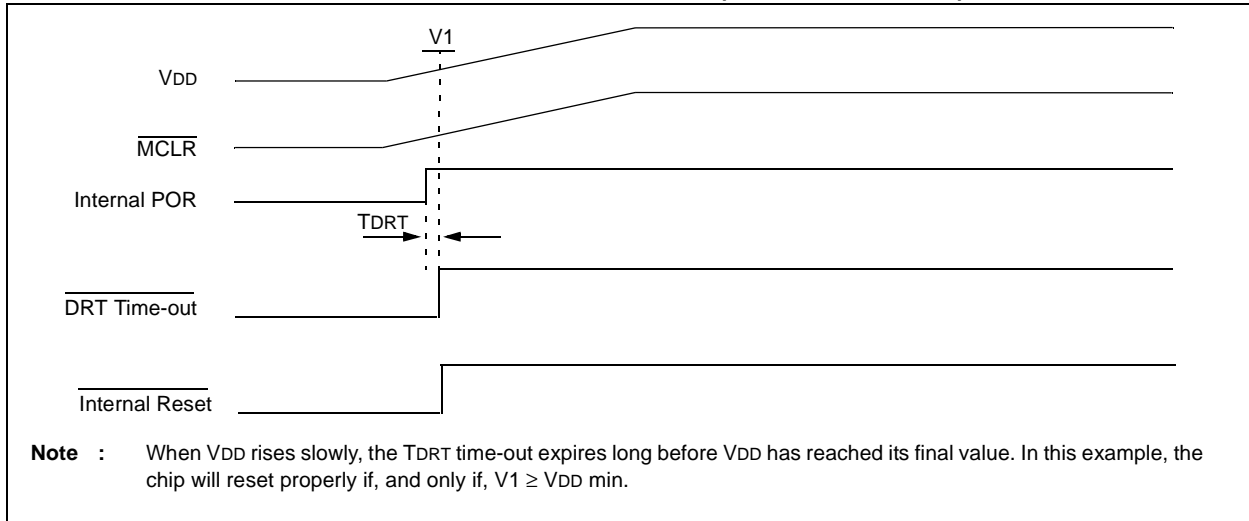 V1
VDD
MCLR
Internal POR
TDRT
DRT Time-out
Internal Reset
Note : When VDD rises slowly, the TDRT time-out expires long before VDD has reached its final value. In this example, the
chip will reset properly if, and only if, V1 ≥ VDD min.